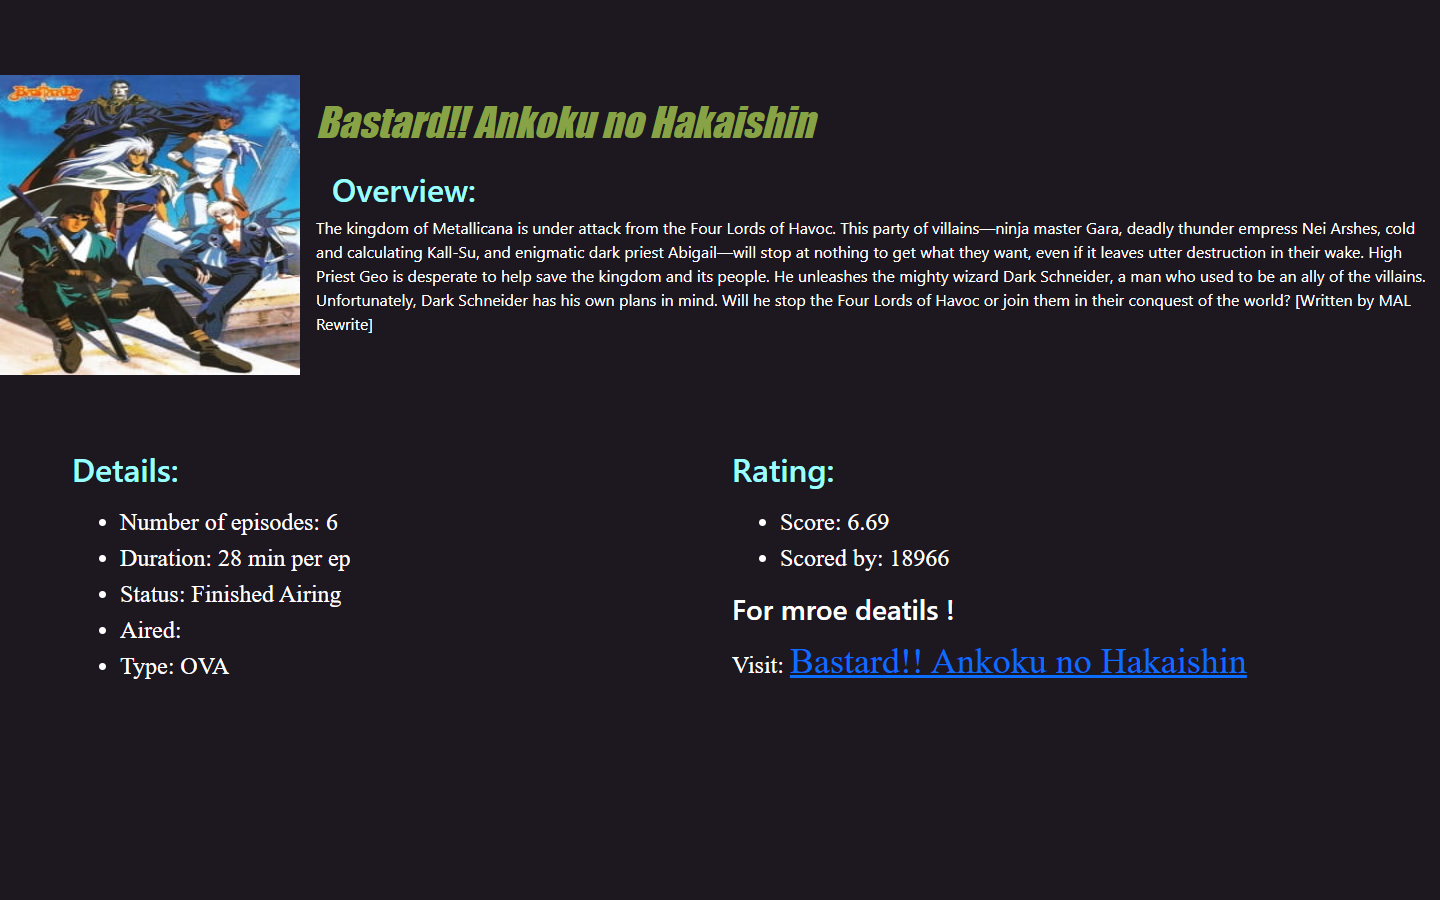 BASTARD!!
Bastard!! Ankoku no Hakaishin
Overview:
The kingdom of Metallicana is under attack from the Four Lords of Havoc. This party of villains—ninja master Gara, deadly thunder empress Nei Arshes, cold
and calculating Kall-Su, and enigmatic dark priest Abigail—will stop at nothing to get what they want, even if it leaves utter destruction in their wake. High
Priest Geo is desperate to help save the kingdom and its people. He unleashes the mighty wizard Dark Schneider, a man who used to be an ally of the villains.
Unfortunately, Dark Schneider has his own plans in mind. Will he stop the Four Lords of Havoc or join them in their conquest of the world? [Written by MAL
Rewrite]
Details:
Number of episodes: 6
Duration: 28 min per ep
Status: Finished Airing
Aired:
Type: OVA
Rating:
Score: 6.69
Scored by: 18966
For mroe deatils !
Visit: Bastard!! Ankoku no Hakaishin